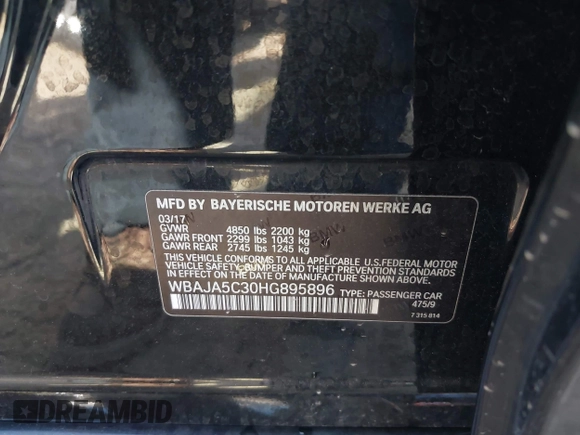 MFD BY BAYERISCHE MOTOREN WERKE AG
03/17
GVWR 4850 lbs 2200 kg
GAWR FRONT 2299 lbs 1043 kg
GAWR REAR 2745 lbs 1245 kg
THIS VEHICLE CONFORMS TO ALL APPLICABLE U.S.FEDERAL MOTOR
VEHICLE SAFETY, BUMPER AND THEFT PREVENTION STANDARDS
IN EFFECT ON THE DATE OF MANUFACTURE SHOWN ABOVE.
WBAJA5C30HG895896 TYPE: PASSENGER CAR
475/9
7 315 814
DREAMBID